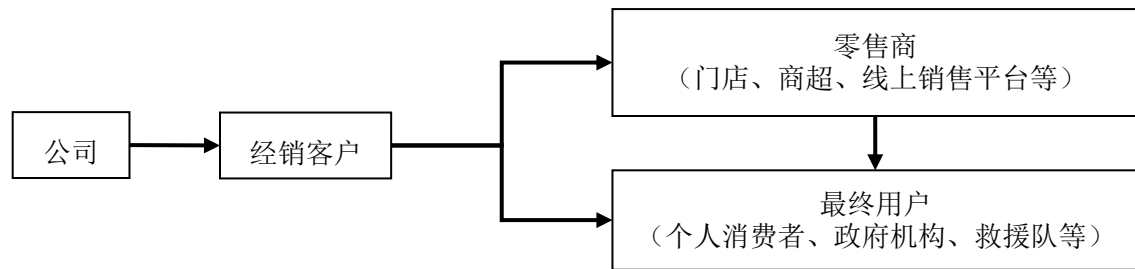 零售商
（门店、商超、线上销售平台等）
公司
经销客户
最终用户
（个人消费者、政府机构、救援队等）